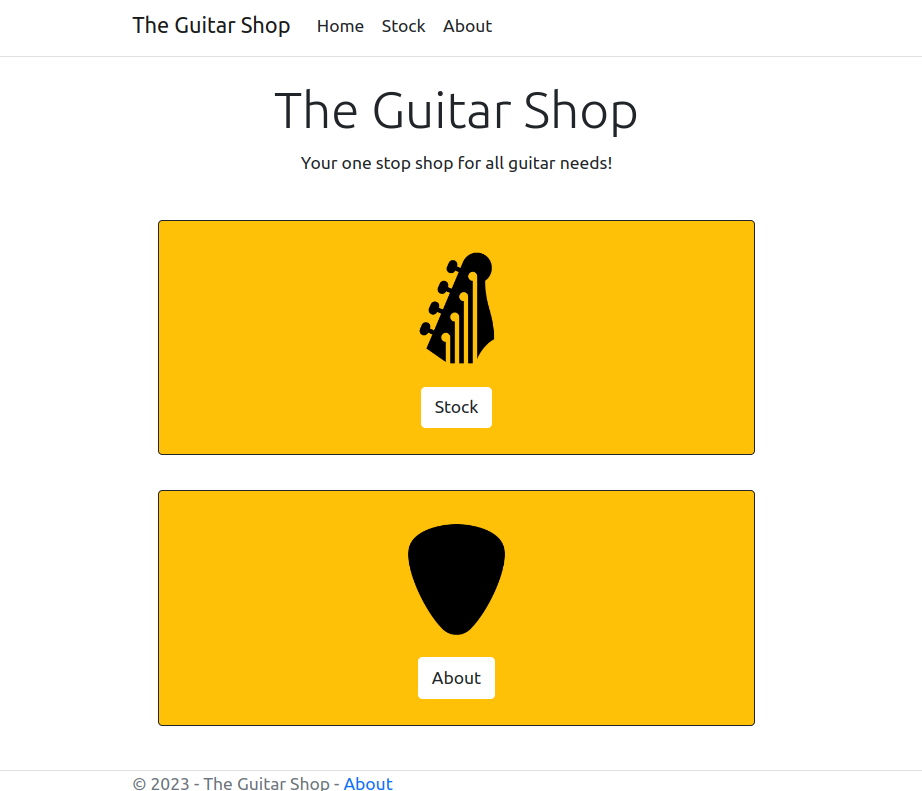 The Guitar Shop Home Stock About
The Guitar Shop
Your one stop shop for all guitar needs!
Stock
About
© 2023 - The Guitar Shop - About